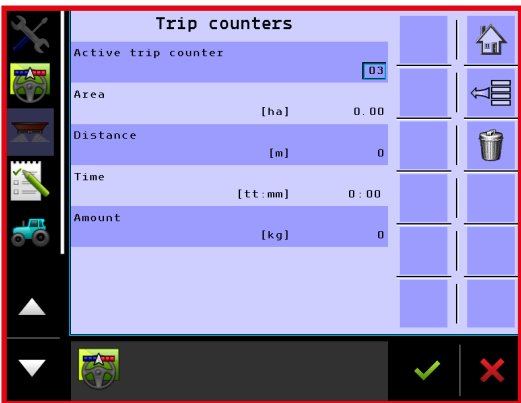 Trip counters
Active trip counter
03
Area
[ha] 0.00
Distance
[m] 0
Time
[tt:mm] 0:00
Amount
[kg] 0